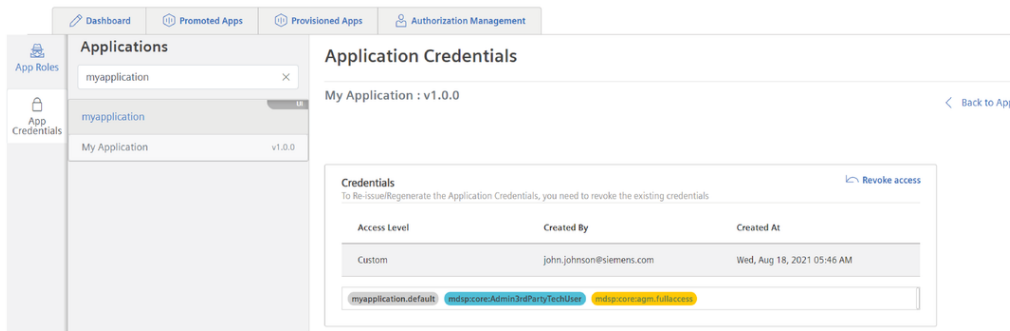 Dashboard
Promoted Apps
Provisioned Apps
Authorization Management
App Roles
App
Credentials
Applications
myapplication
UI
myapplication
My Application v1.0.0
Application Credentials
My Application : v1.0.0
Back to App
Credentials
Revoke access
To Re-issue/Regenerate the Application Credentials, you need to revoke the existing credentials
Access Level Created By Created At
Custom john.johnson@siemens.com Wed, Aug 18, 2021 05:46 AM
myapplication.default mdsp:core:Admin3rdPartyTechUser mdsp:core:agm.fullaccess